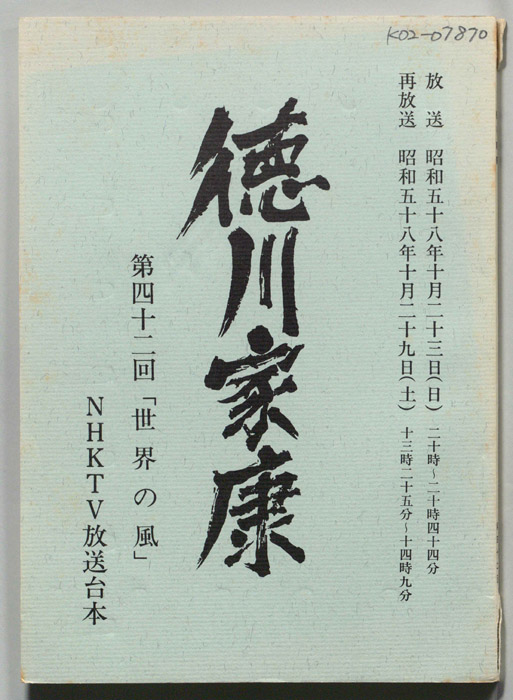 K02-07870
放送 昭和五十八年十月二十三日(日) 二十時~二十時四十四分
再放送 昭和五十八年十月二十九日(土) 十三時二十五分~十四時九分
徳川家康
第四十二回「世界の風」
NHKTV放送台本